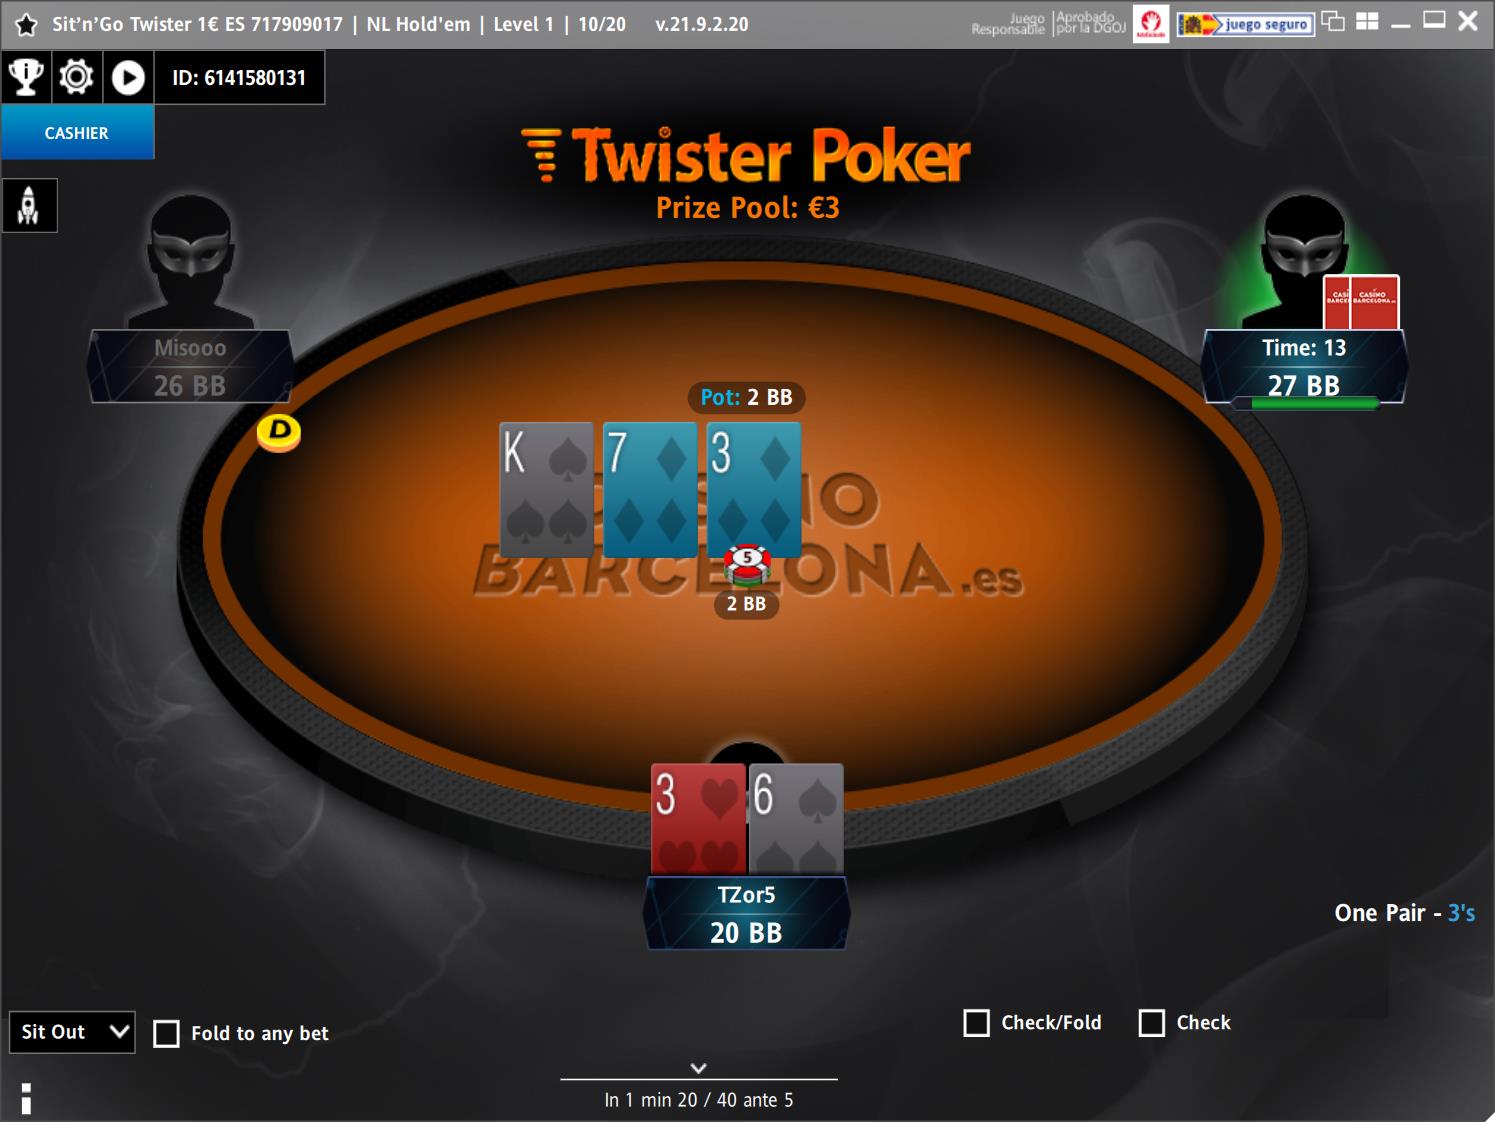 Sit'n'Go Twister 1€ ES 717909017 | NL Hold'em | Level 1 | 10/20 v.21.9.2.20
Juego Responsable
Aprobado por la DGOJ
juego seguro
ID: 6141580131
CASHIER
Twister Poker
Prize Pool: €3
Misooo
26 BB
CASINO BARCELONA.es
Time: 13
27 BB
D
Pot: 2 BB
K 7 3
CASINO
BARCELONA.es
5
2 BB
3 6
TZor5
20 BB
One Pair - 3's
Sit Out
Fold to any bet
Check/Fold
Check
In 1 min 20 / 40 ante 5